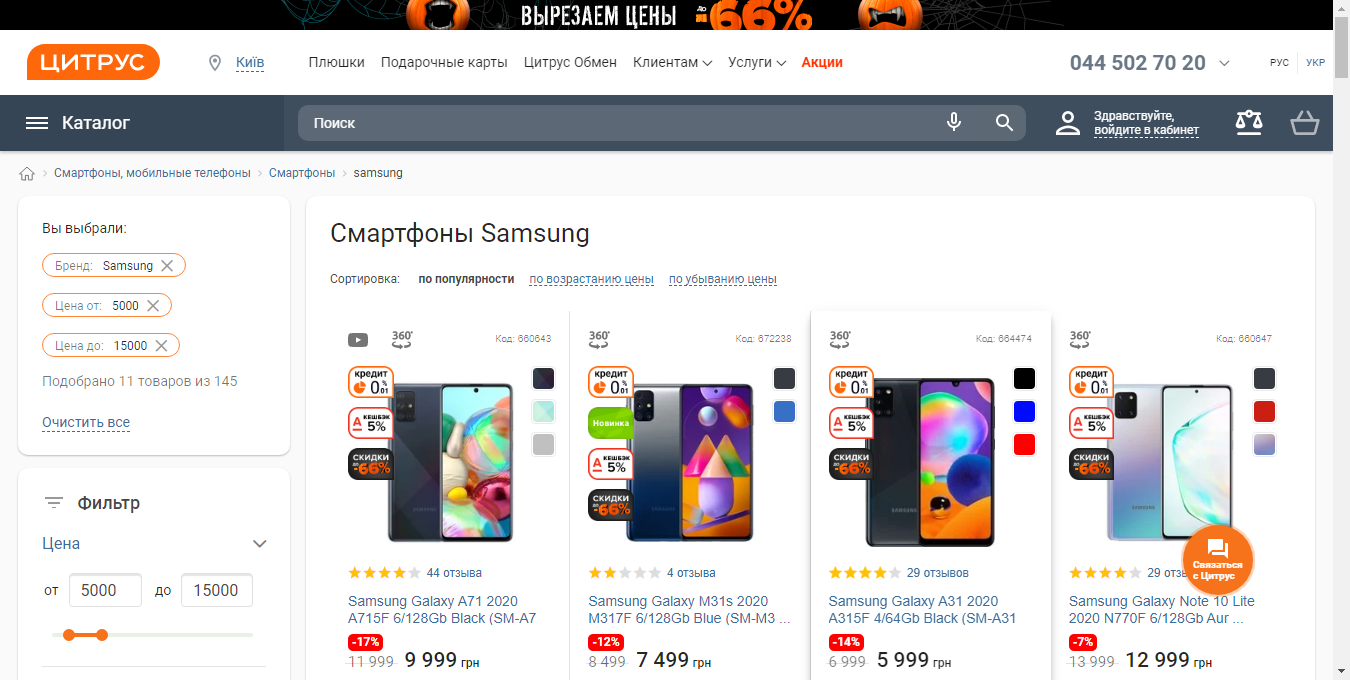 ВЫРЕЗАЕМ ЦЕНЫ ДО -66%
ЦИТРУС
Київ
Плюшки
Подарочные карты
Цитрус Обмен
Клиентам
Услуги
Акции
044 502 70 20
РУС
УКР
Каталог
Поиск
Здравствуйте,
войдите в кабинет
Смартфоны, мобильные телефоны
Смартфоны
samsung
Вы выбрали:
Бренд: Samsung
Цена от: 5000
Цена до: 15000
Подобрано 11 товаров из 145
Очистить все
Фильтр
Цена
от 5000 до 15000
Смартфоны Samsung
Сортировка: по популярности по возрастанию цены по убыванию цены
360°
Код: 660643
кредит
0,01%
А КЕШБЭК
5%
СКИДКИ
ДО -66%
SAMSUNG
44 отзыва
Samsung Galaxy A71 2020
A715F 6/128Gb Black (SM-A7
-17%
11 999 9 999 грн
360°
Код: 672238
кредит
0,01%
Новинка
А КЕШБЭК
5%
СКИДКИ
ДО -66%
SAMSUNG
4 отзыва
Samsung Galaxy M31s 2020
M317F 6/128Gb Blue (SM-M3 ...
-12%
8 499 7 499 грн
360°
Код: 664474
кредит
0,01%
А КЕШБЭК
5%
СКИДКИ
ДО -66%
SAMSUNG
29 отзывов
Samsung Galaxy A31 2020
A315F 4/64Gb Black (SM-A31
-14%
6 999 5 999 грн
360°
Код: 660647
кредит
0,01%
А КЕШБЭК
5%
СКИДКИ
ДО -66%
SAMSUNG
29 отзы
Samsung Galaxy Note 10 Lite
2020 N770F 6/128Gb Aur ...
-7%
13 999 12 999 грн
Связаться
с Цитрус